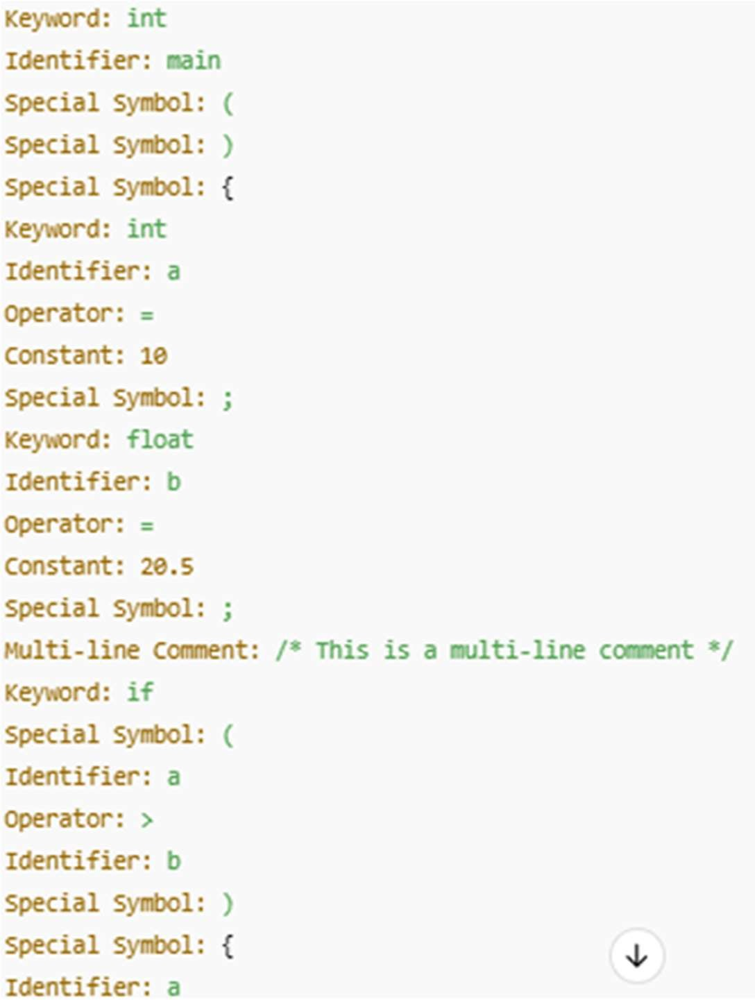 Keyword: int
Identifier: main
Special Symbol: (
Special Symbol: )
Special Symbol: {
Keyword: int
Identifier: a
Operator: =
Constant: 10
Special Symbol: ;
Keyword: float
Identifier: b
Operator: =
Constant: 20.5
Special Symbol: ;
Multi-line Comment: /* This is a multi-line comment */
Keyword: if
Special Symbol: (
Identifier: a
Operator: >
Identifier: b
Special Symbol: )
Special Symbol: {
Identifier: a